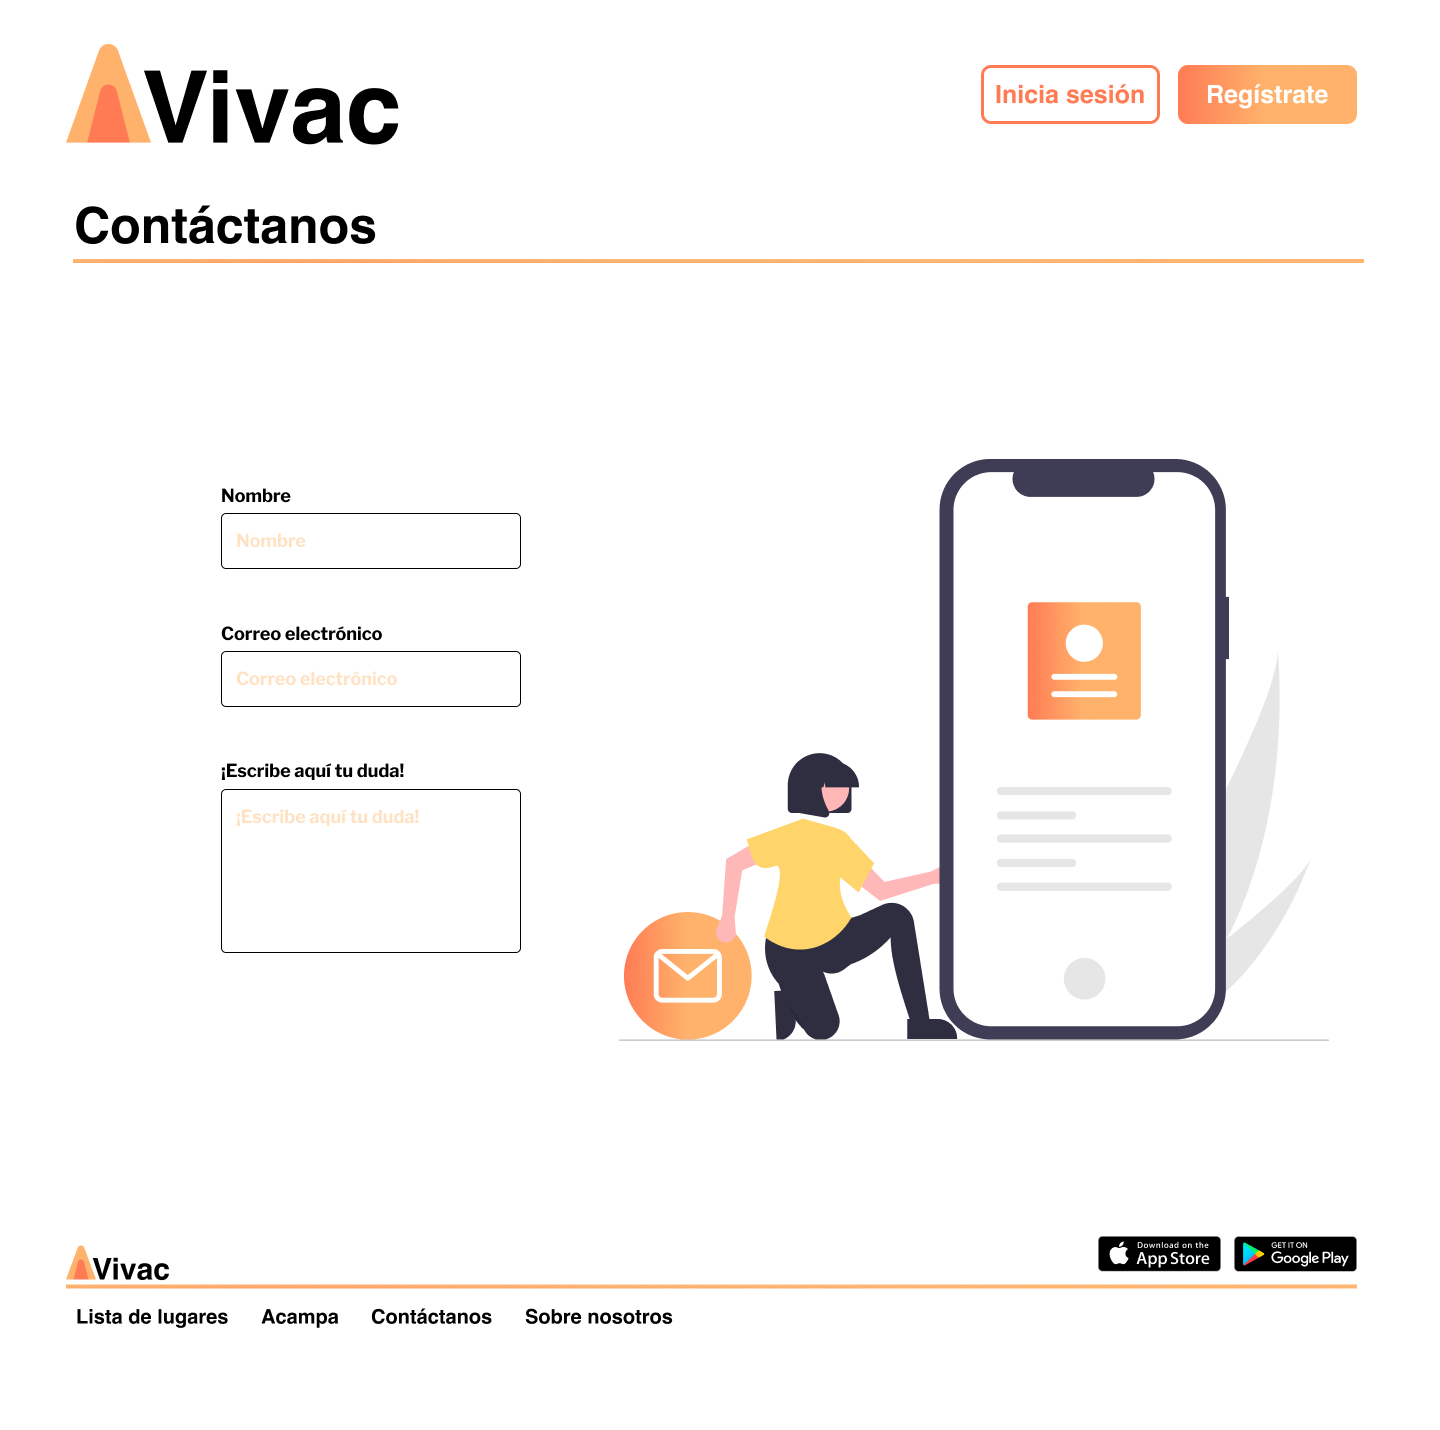 Vivac
Inicia sesión
Regístrate
Contáctanos
Nombre
Nombre
Correo electrónico
Correo electrónico
¡Escribe aquí tu duda!
¡Escribe aquí tu duda!
Vivac
Download on the
App Store
GET IT ON
Google Play
Lista de lugares
Acampa
Contáctanos
Sobre nosotros